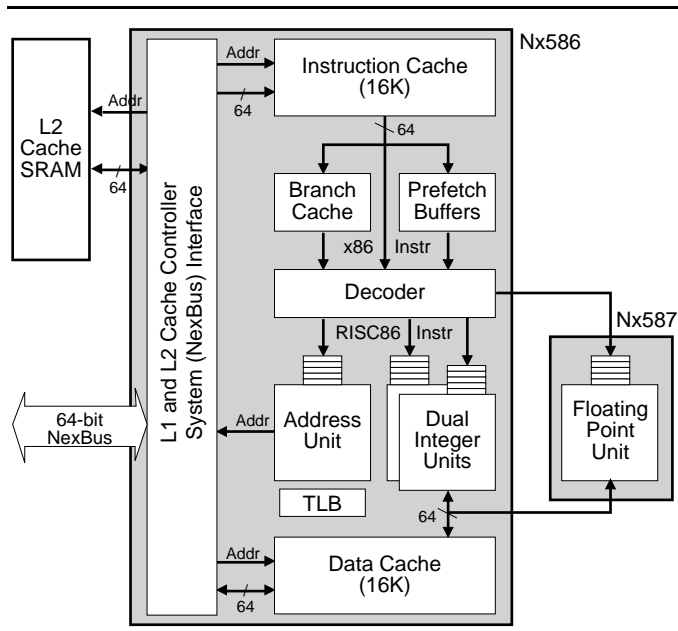 Nx586
Addr
Instruction Cache
(16K)
64
64
L2
Cache
SRAM
Addr
64
L1 and L2 Cache Controller
System (NexBus) Interface
Branch
Cache
Prefetch
Buffers
x86 Instr
Decoder
RISC86 Instr
Nx587
Address
Unit
Addr
Dual
Integer
Units
Floating
Point
Unit
64-bit
NexBus
TLB
64
Addr
Data Cache
(16K)
64